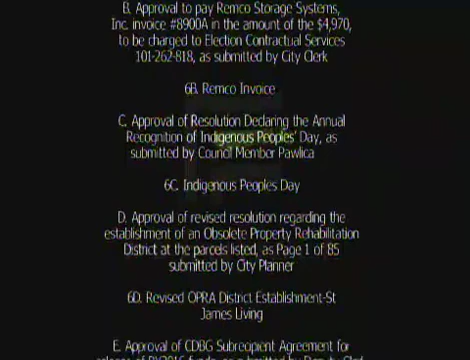 B. Approval to pay Remco Storage Systems,
Inc. invoice #8900A in the amount of the $4,970,
to be charged to Election Contractual Services
101-262-818, as submitted by City Clerk
6B. Remco Invoice
C. Approval of Resolution Declaring the Annual
Recognition of Indigenous Peoples' Day, as
submitted by Council Member Pawlica
6C. Indigenous Peoples Day
D. Approval of revised resolution regarding the
establishment of an Obsolete Property Rehabilitation
District at the parcels listed, as Page 1 of 85
submitted by City Planner
6D. Revised OPRA District Establishment-St
James Living
E. Approval of CDBG Subrecipient Agreement for